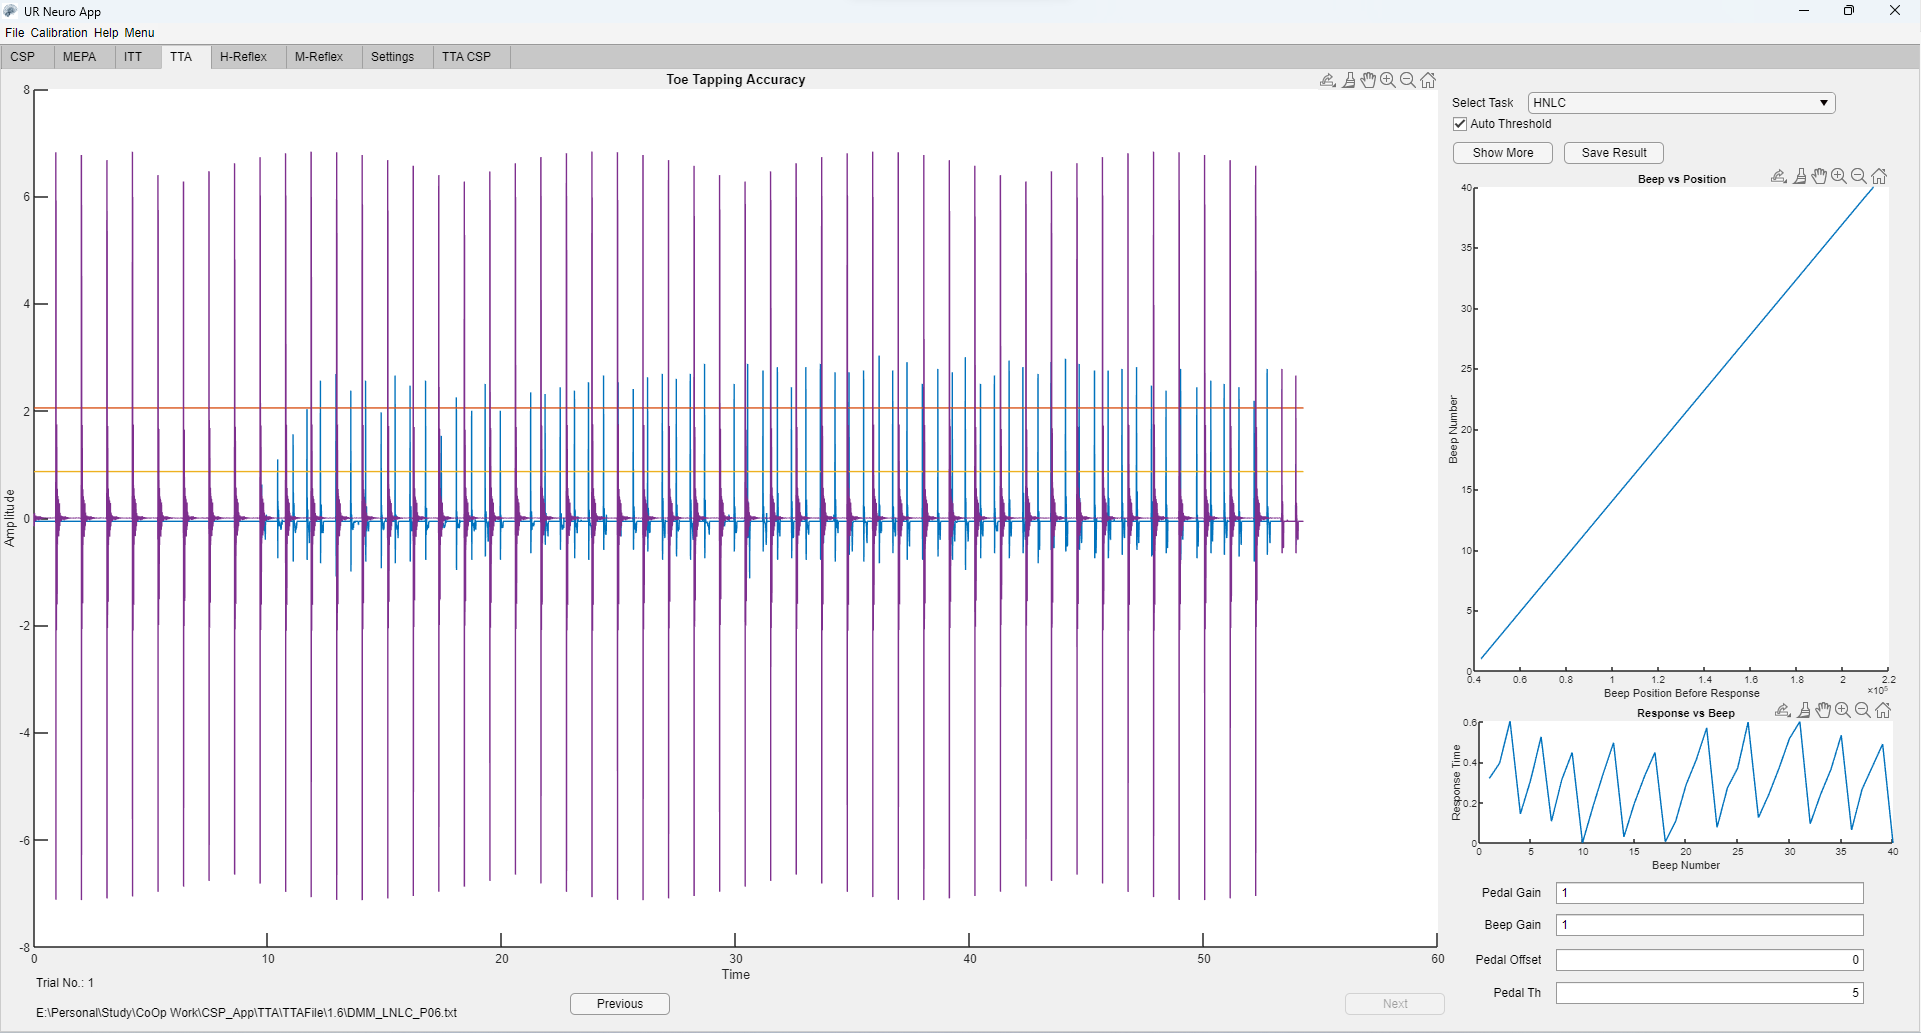 UR Neuro App
File Calibration Help Menu
CSP MEPA ITT TTA H-Reflex M-Reflex Settings TTA CSP
Toe Tapping Accuracy
8
6
4
2
0
-2
-4
-6
-8
Amplitude
0 10 20 30 40 50 60
Time
Trial No.: 1
E:\Personal\Study\CoOp Work\CSP_App\TTA\TTAFile\1.6\DMM_LNLC_P06.txt
Previous
Next
Select Task HNLC
Auto Threshold
Show More Save Result
Beep vs Position
40
35
30
25
20
15
10
5
0
Beep Number
0.4 0.6 0.8 1 1.2 1.4 1.6 1.8 2 2.2
×10⁵
Beep Position Before Response
Response vs Beep
0.6
0.4
0.2
0
Response Time
0 5 10 15 20 25 30 35 40
Beep Number
Pedal Gain 1
Beep Gain 1
Pedal Offset 0
Pedal Th 5